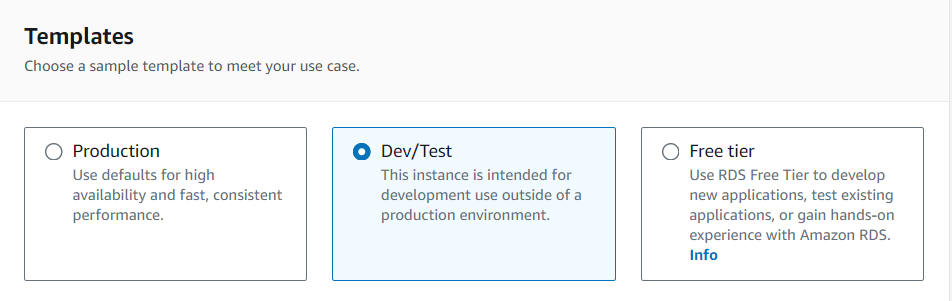 Templates
Choose a sample template to meet your use case.
Production
Use defaults for high
availability and fast, consistent
performance.
Dev/Test
This instance is intended for
development use outside of a
production environment.
Free tier
Use RDS Free Tier to develop
new applications, test existing
applications, or gain hands-on
experience with Amazon RDS.
Info